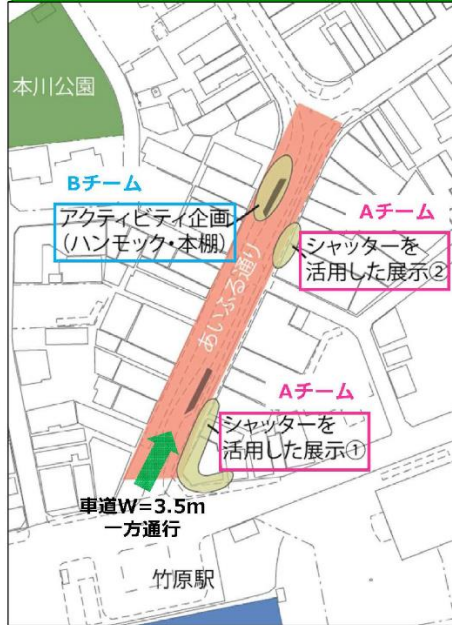 本川公園
Bチーム
アクティビティ企画
(ハンモック・本棚)
Aチーム
シャッターを
活用した展示②
あいふる通り
Aチーム
シャッターを
活用した展示①
車道W=3.5m
一方通行
竹原駅